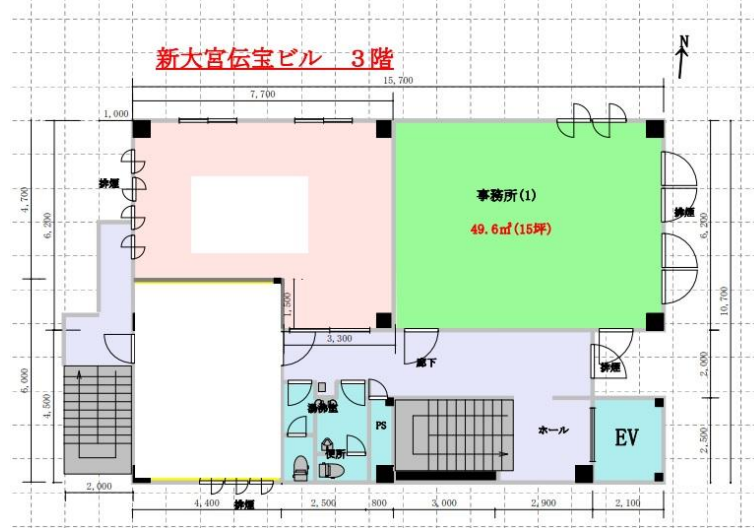 新大宮伝宝ビル　３階
N
15,700
7,700
1,000
排煙
事務所(1)
49.6㎡(15坪)
排煙
4,700
6,200
6,200
10,700
1,500
3,300
廊下
排煙
2,000
6,000
4,500
湯沸室
PS
便所
ホール
EV
2,500
2,000
4,400
排煙
2,500
800
3,000
2,900
2,100